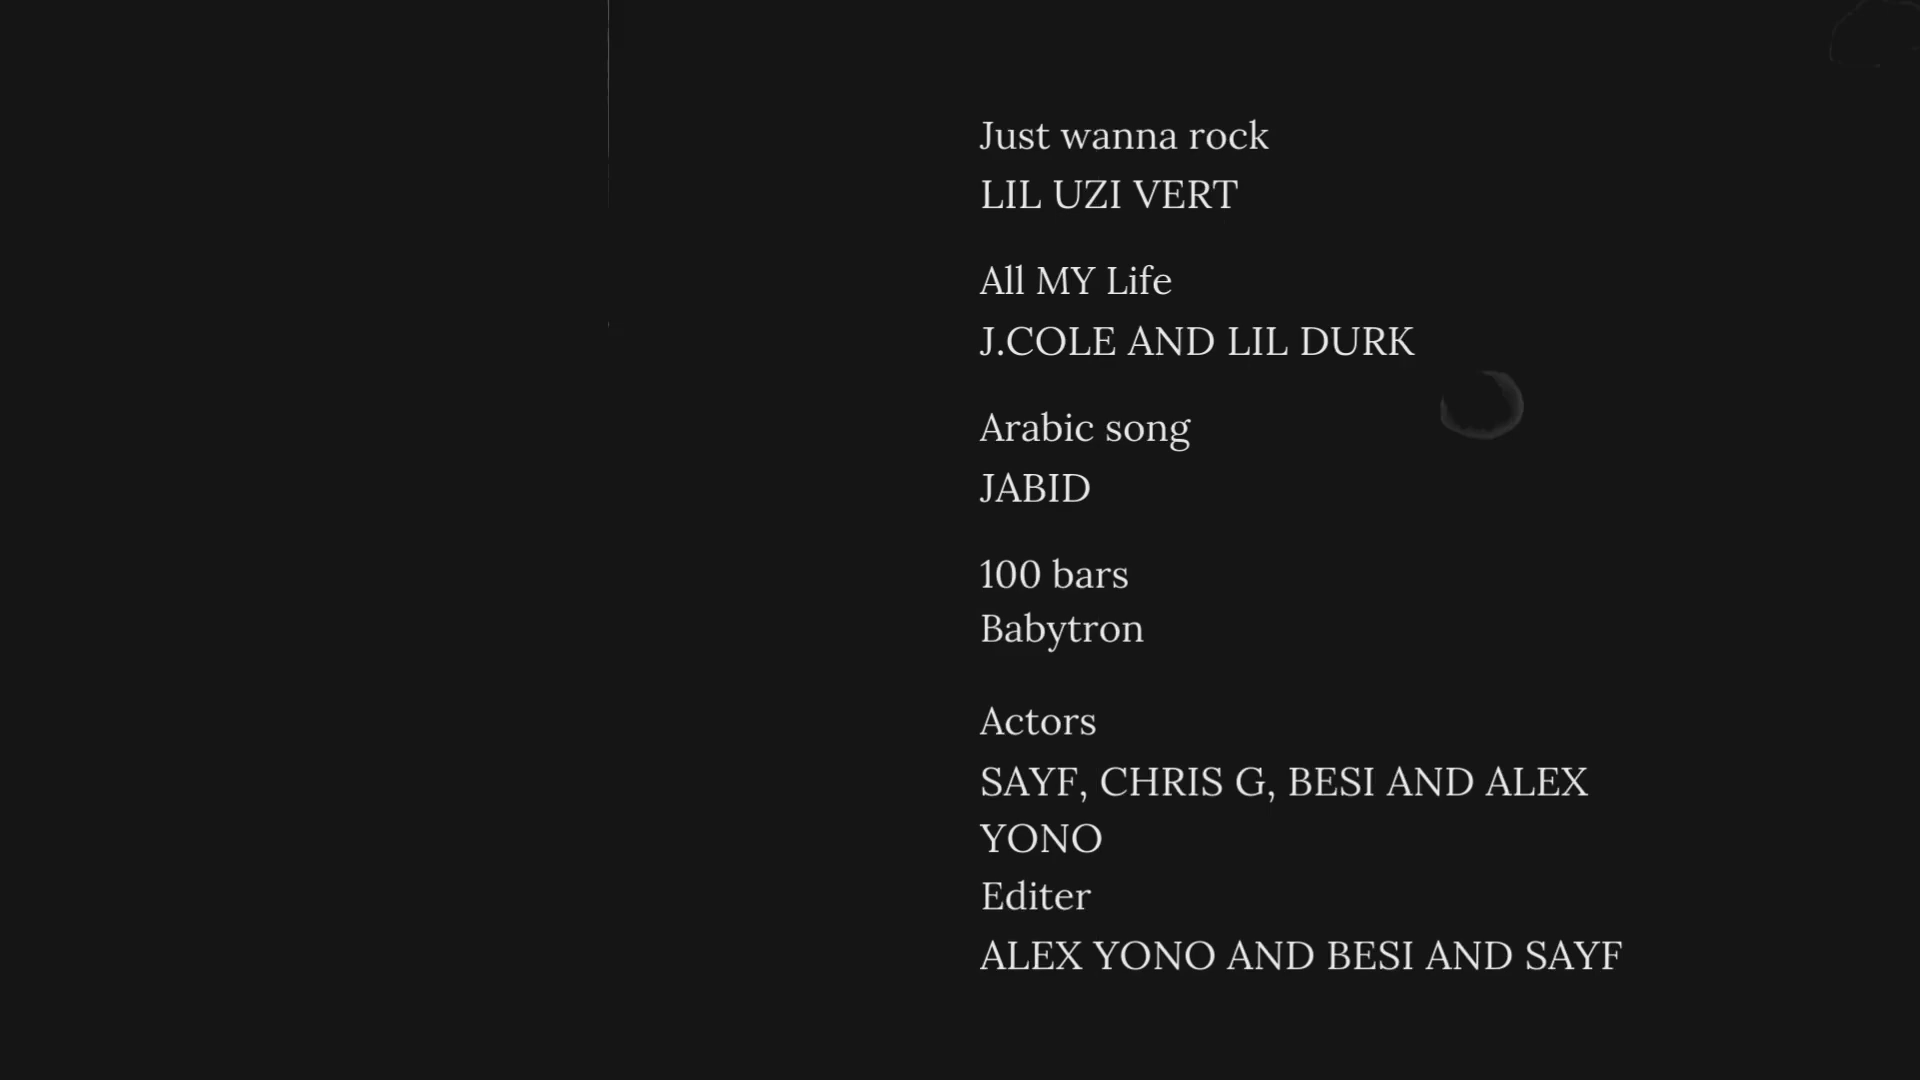 Just wanna rock
LIL UZI VERT
All MY Life
J.COLE AND LIL DURK
Arabic song
JABID
100 bars
Babytron
Actors
SAYF, CHRIS G, BESI AND ALEX
YONO
Editer
ALEX YONO AND BESI AND SAYF